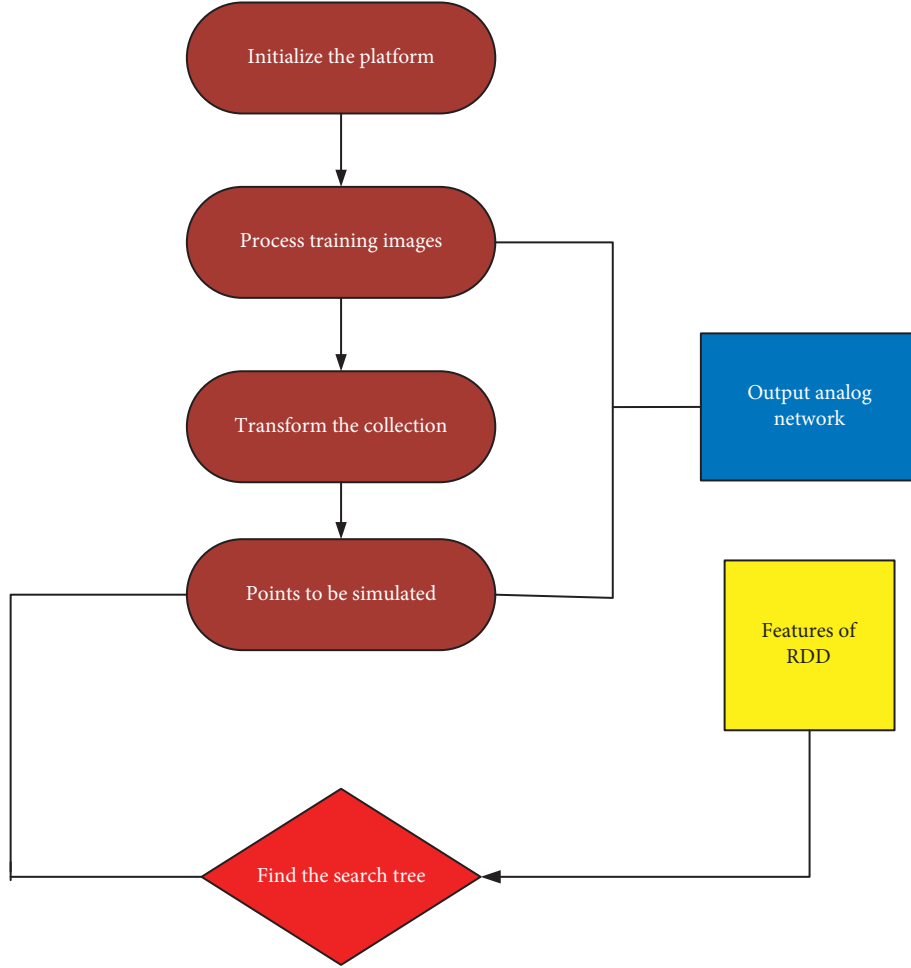 Initialize the platform
Process training images
Transform the collection
Output analog
network
Points to be simulated
Features of
RDD
Find the search tree